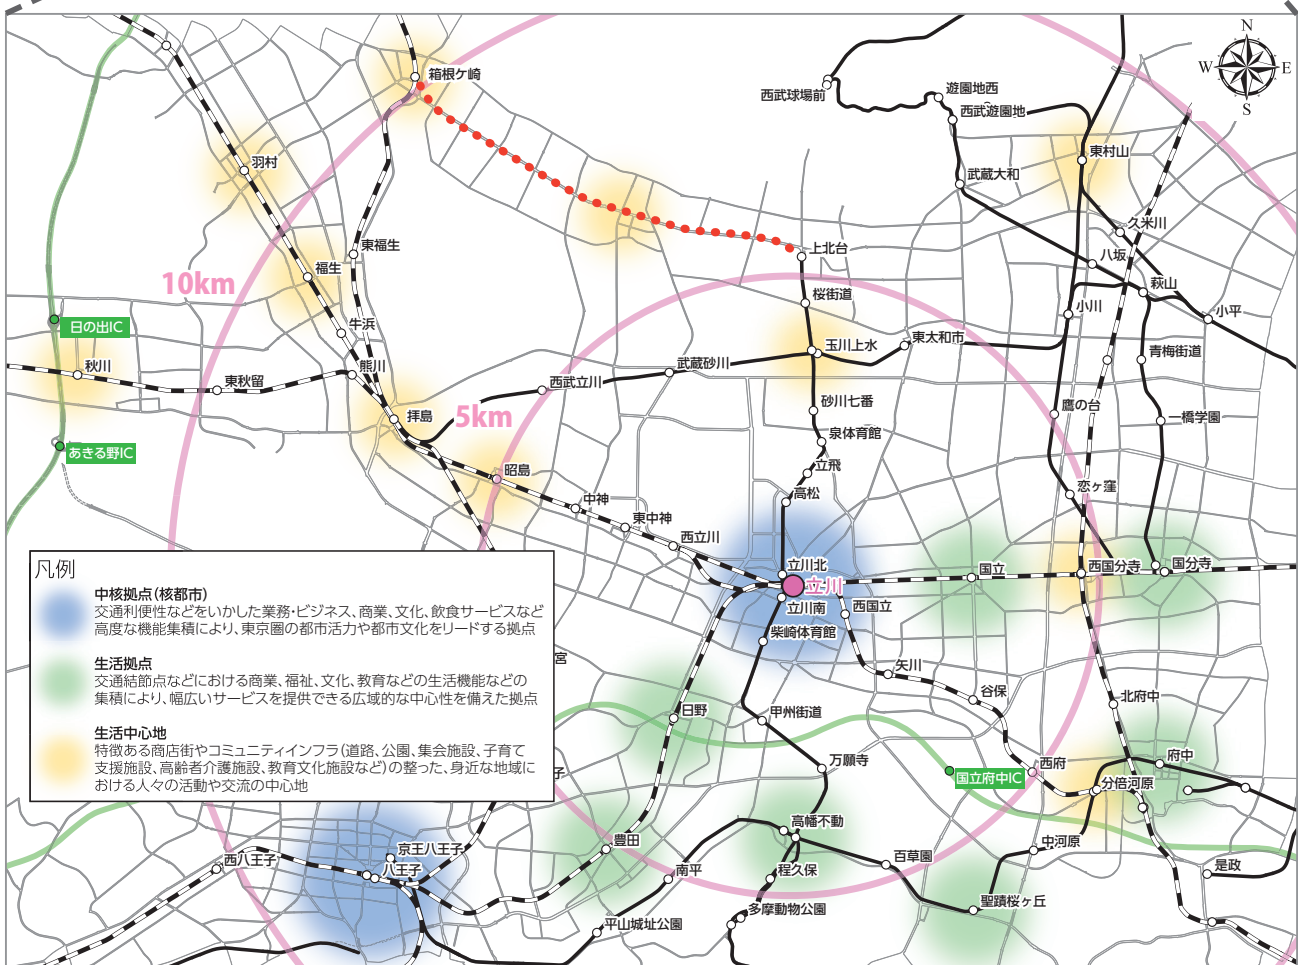 N
W
E
S
箱根ケ崎
西武球場前
遊園地西
西武遊園地
東村山
羽村
武蔵大和
久米川
東福生
上北台
八坂
福生
10km
萩山
桜街道
小川
小平
牛浜
日の出IC
玉川上水
東太和市
青梅街道
秋川
熊川
武蔵砂川
東秋留
西武立川
砂川七番
鷹の台
拝島
5km
一橋学園
泉体育館
あきる野IC
立飛
昭島
高松
恋ヶ窪
中神
東中神
西立川
凡例
立川北
国立
西国分寺
国分寺
立川
中核拠点(核都市)
交通利便性などをいかした業務・ビジネス、商業、文化、飲食サービスなど
高度な機能集積により、東京圏の都市活力や都市文化をリードする拠点
立川南
西国立
柴崎体育館
生活拠点
交通結節点などにおける商業、福祉、文化、教育などの生活機能などの
集積により、幅広いサービスを提供できる広域的な中心性を備えた拠点
宮
矢川
谷保
北府中
日野
甲州街道
生活中心地
特徴ある商店街やコミュニティインフラ(道路、公園、集会施設、子育て
支援施設、高齢者介護施設、教育文化施設など)の整った、身近な地域に
おける人々の活動や交流の中心地
子
万願寺
西府
府中
国立府中IC
分倍河原
高幡不動
豊田
中河原
京王八王子
西八王子
八王子
南平
程久保
百草園
是政
聖蹟桜ヶ丘
多摩動物公園
平山城址公園